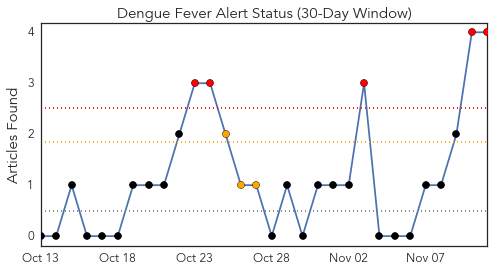 Dengue Fever Alert Status (30-Day Window)
Articles Found
4
3
2
1
0
Oct 13 Oct 18 Oct 23 Oct 28 Nov 02 Nov 07